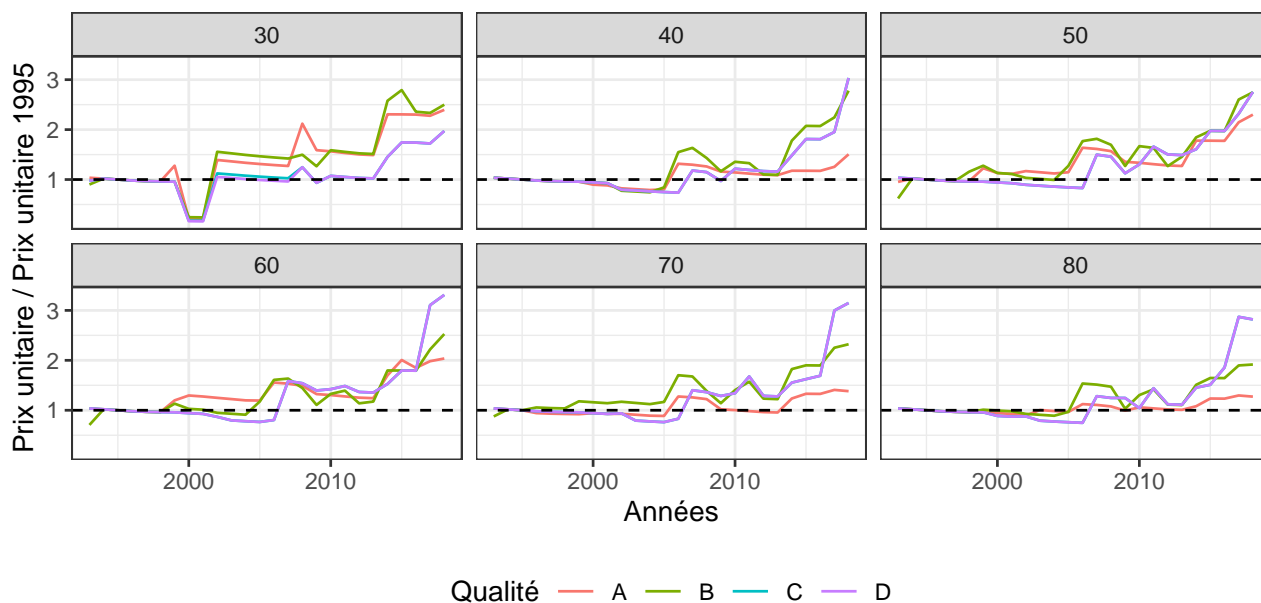 30 40 50
3
2
1
60 70 80
3
2
1
2000 2010 2000 2010 2000 2010
Prix unitaire / Prix unitaire 1995
Années
Qualité A B C D